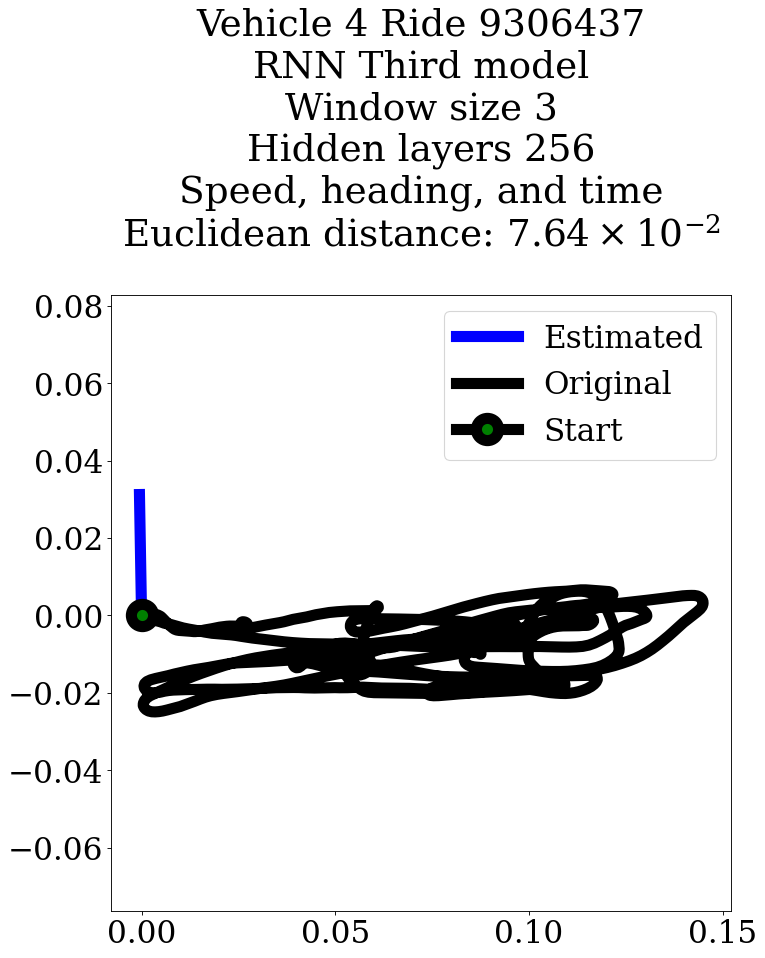 Vehicle 4 Ride 9306437
RNN Third model
Window size 3
Hidden layers 256
Speed, heading, and time
Euclidean distance: 7.64 × 10⁻²
Estimated
Original
Start
0.08
0.06
0.04
0.02
0.00
−0.02
−0.04
−0.06
0.00 0.05 0.10 0.15